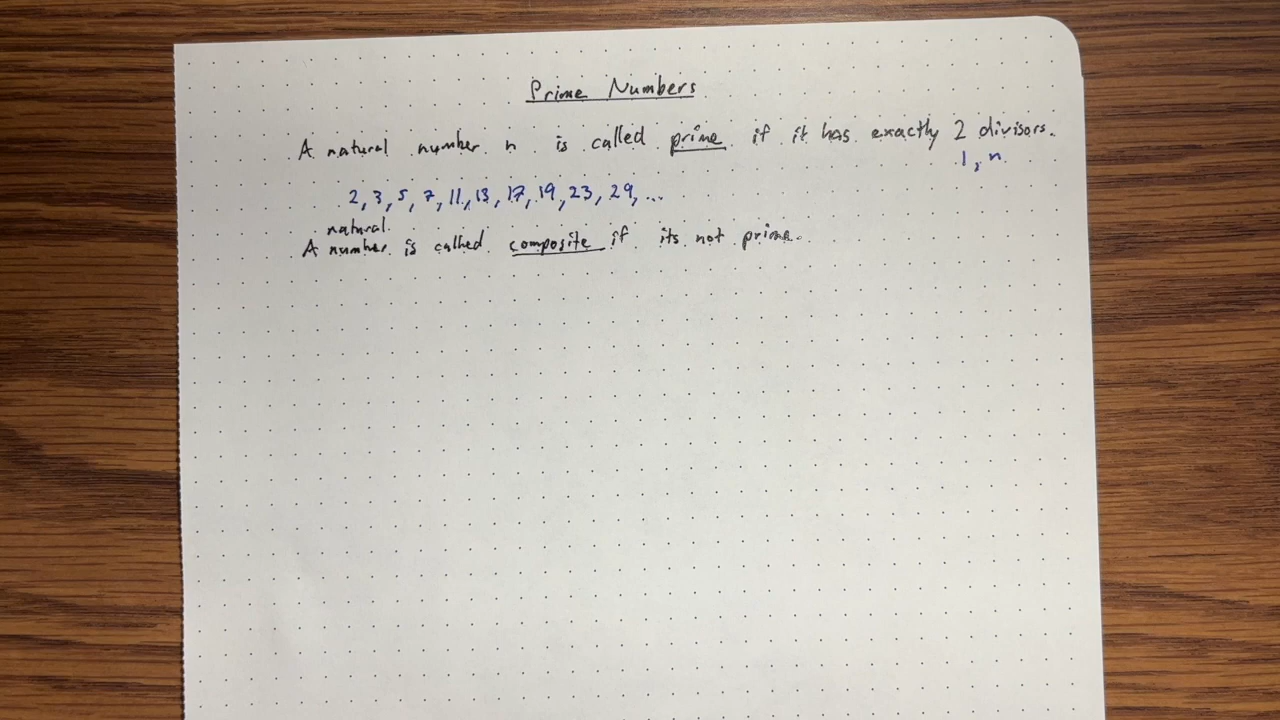 Prime Numbers
A natural number n is called prime if it has exactly 2 divisors.
1, n
2, 3, 5, 7, 11, 13, 17, 19, 23, 29, ...
natural
A number is called composite if its not prime.